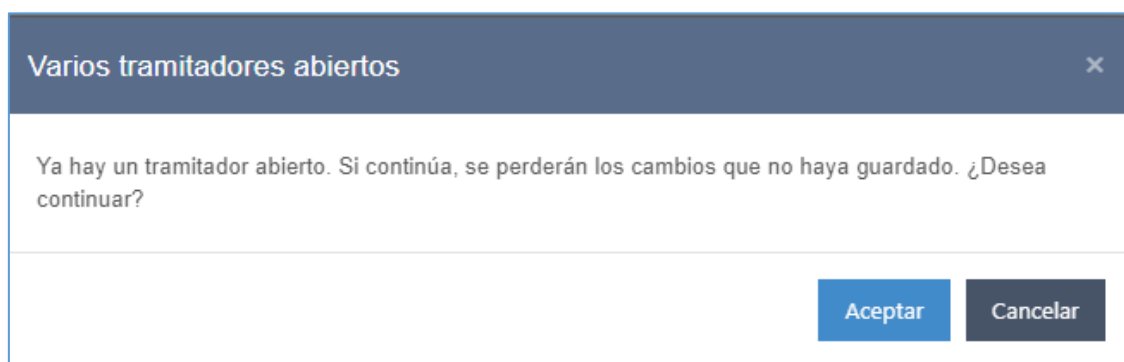 Varios tramitadores abiertos ×
Ya hay un tramitador abierto. Si continúa, se perderán los cambios que no haya guardado. ¿Desea
continuar?
Aceptar Cancelar